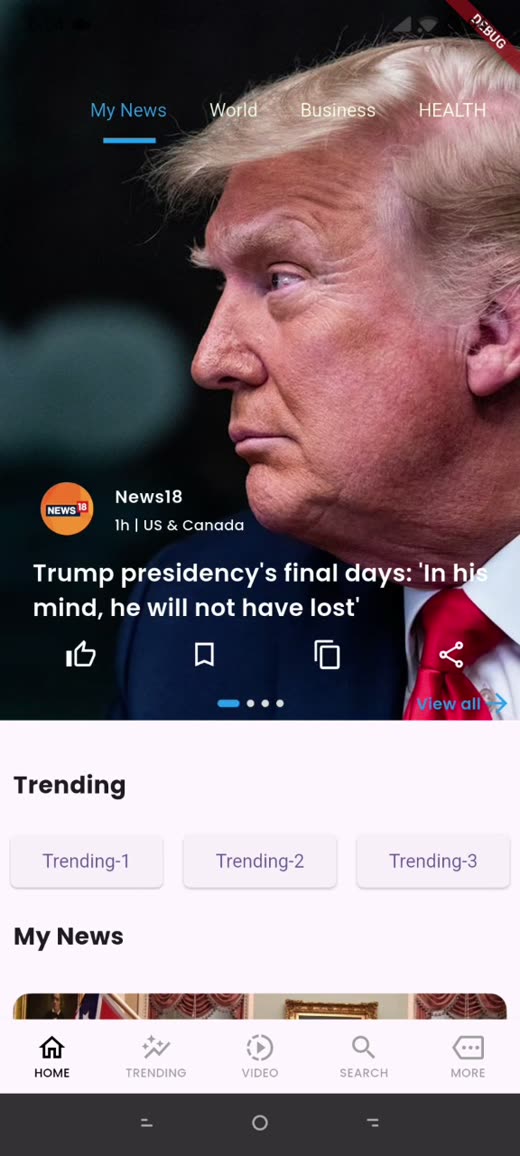 DEBUG
My News World Business HEALTH
NEWS 18
News18
1h | US & Canada
Trump presidency's final days: 'In his
mind, he will not have lost'
View all
Trending
Trending-1 Trending-2 Trending-3
My News
HOME TRENDING VIDEO SEARCH MORE